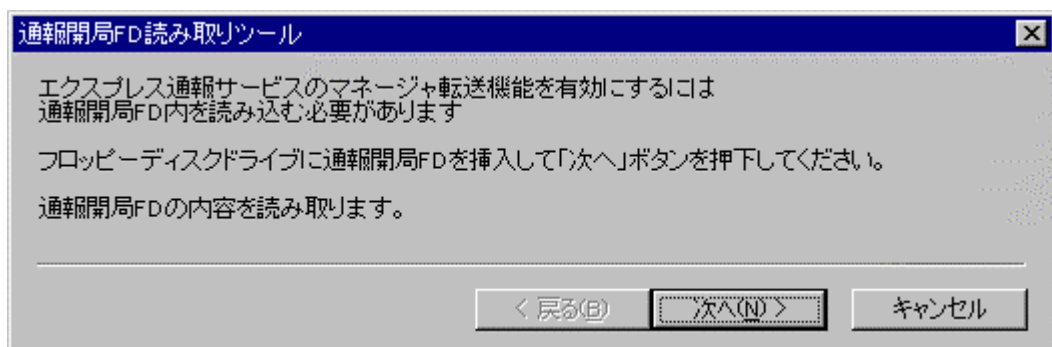 通報開局FD読み取りツール
エクスプレス通報サービスのマネージャ転送機能を有効にするには
通報開局FD内を読み込む必要があります
フロッピーディスクドライブに通報開局FDを挿入して「次へ」ボタンを押下してください。
通報開局FDの内容を読み取ります。
< 戻る(B) 次へ(N) > キャンセル